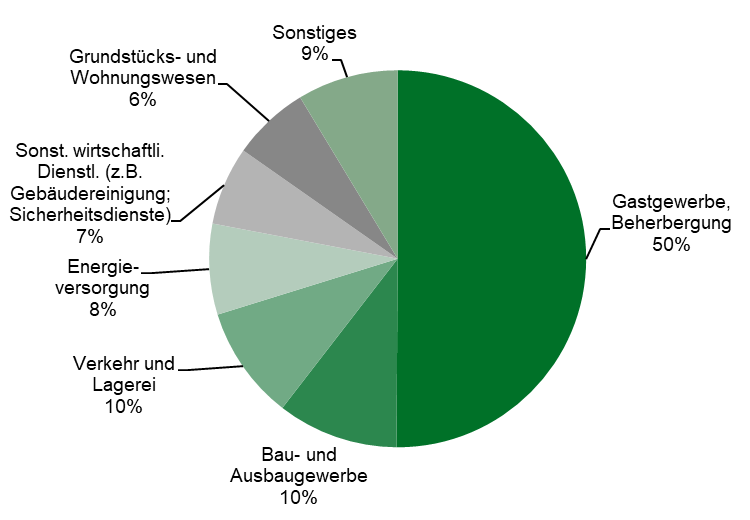 Sonstiges
9%
Grundstücks- und
Wohnungswesen
6%
Sonst. wirtschaftli.
Dienstl. (z.B.
Gebäudereinigung;
Sicherheitsdienste)
7%
Energie-
versorgung
8%
Verkehr und
Lagerei
10%
Bau- und
Ausbaugewerbe
10%
Gastgewerbe,
Beherbergung
50%